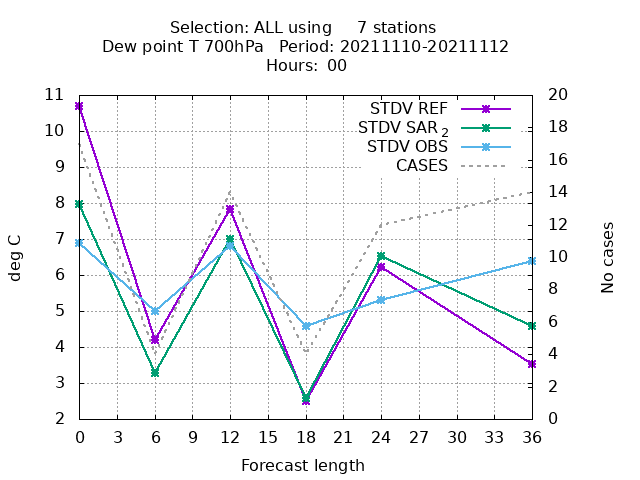 Selection: ALL using     7 stations
Dew point T 700hPa   Period: 20211110-20211112
Hours: 00
STDV REF
STDV SAR 2
STDV OBS
CASES
11
10
9
8
7
6
5
4
3
2
deg C
20
18
16
14
12
10
8
6
4
2
0
No cases
0 3 6 9 12 15 18 21 24 27 30 33 36
Forecast length